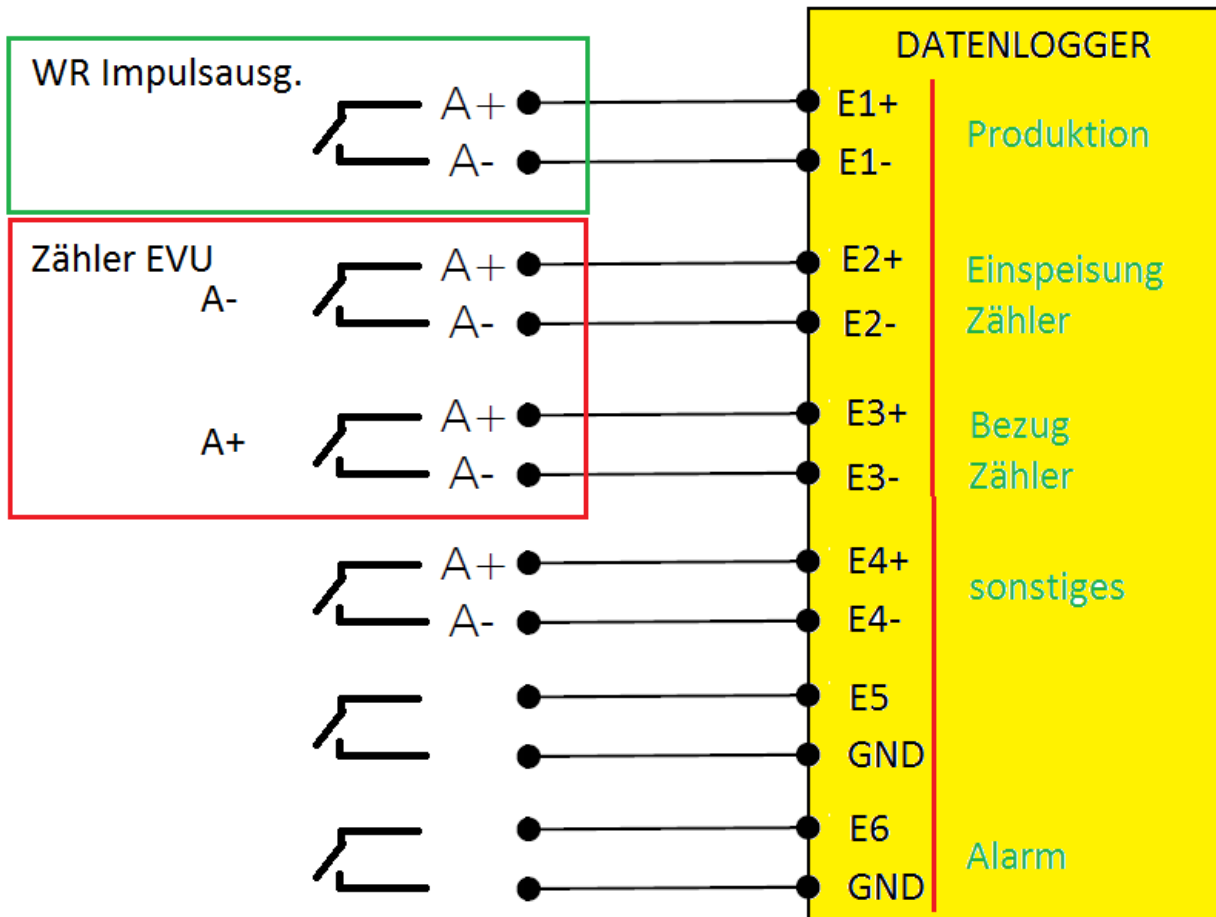 DATENLOGGER
WR Impulsausg.
A+ E1+
Produktion
A- E1-
Zähler EVU
A+ E2+
Einspeisung
A-
A- E2-
Zähler
A+ E3+
Bezug
A+
A- E3-
Zähler
A+ E4+
sonstiges
A- E4-
E5
GND
E6
Alarm
GND